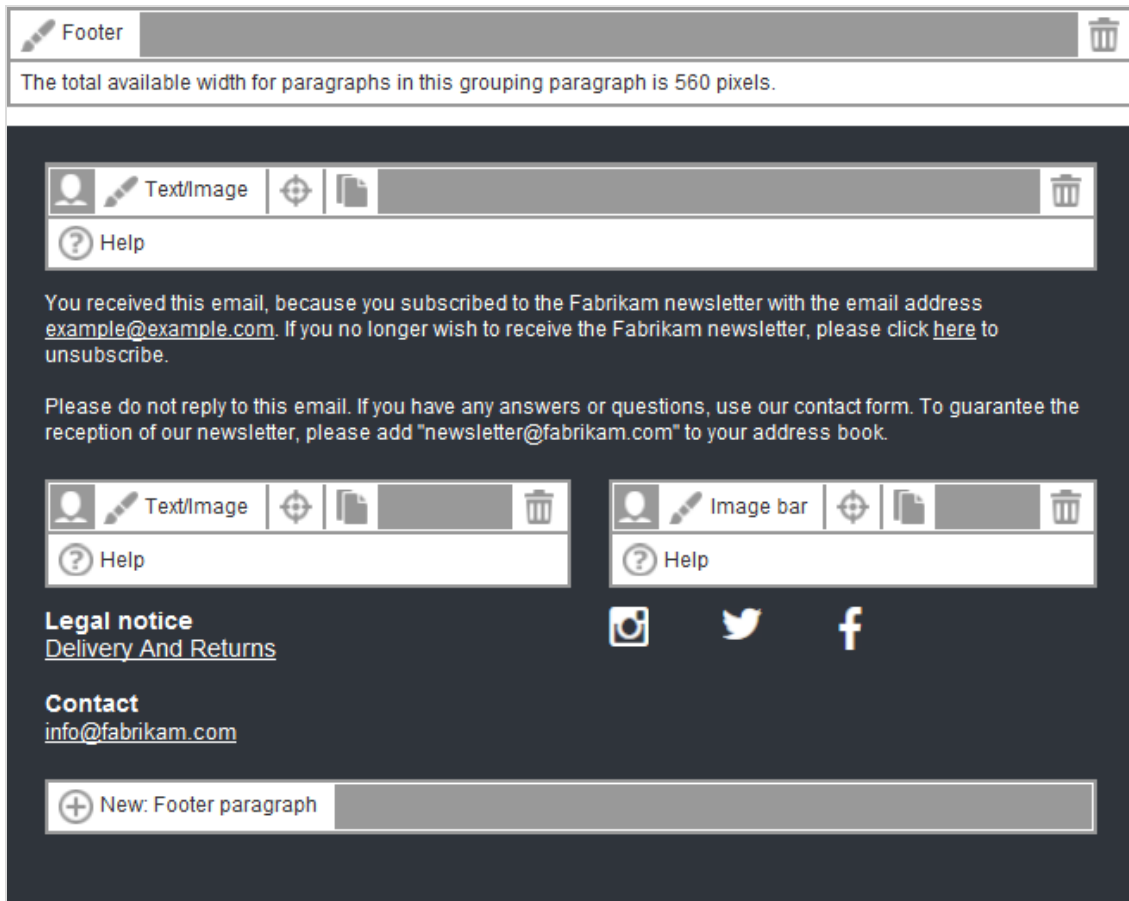 Footer
The total available width for paragraphs in this grouping paragraph is 560 pixels.
Text/Image
Help
You received this email, because you subscribed to the Fabrikam newsletter with the email address
example@example.com. If you no longer wish to receive the Fabrikam newsletter, please click here to
unsubscribe.
Please do not reply to this email. If you have any answers or questions, use our contact form. To guarantee the
reception of our newsletter, please add "newsletter@fabrikam.com" to your address book.
Text/Image
Help
Image bar
Help
Legal notice
Delivery And Returns
Contact
info@fabrikam.com
New: Footer paragraph